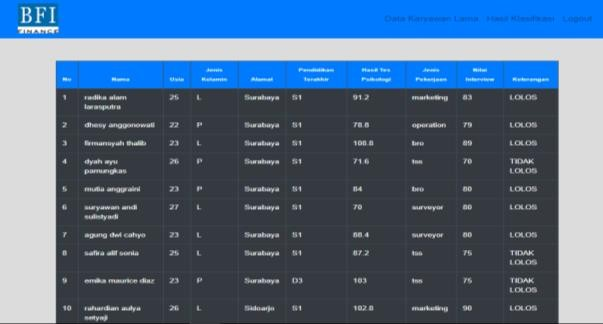 BFI
FINANCE
Data Karyawan Lama Hasil Klasifikasi Logout
No Nama Usia Jenis Kelamin Alamat Pendidikan Terakhir Hasil Tes Psikologi Jenis Pekerjaan Nilai Interview Keterangan
1 radika alam larasputra 25 L Surabaya S1 91.2 marketing 83 LOLOS
2 dhesy anggonowati 22 P Surabaya S1 78.8 operation 79 LOLOS
3 firmansyah thalib 23 L Surabaya S1 108.8 bro 89 LOLOS
4 dyah ayu pamungkas 26 P Surabaya S1 71.6 tss 70 TIDAK LOLOS
5 mutia anggraini 23 P Surabaya S1 84 bro 80 LOLOS
6 suryawan andi sulistyadi 27 L Surabaya S1 70 surveyor 80 LOLOS
7 agung dwi cahyo 23 L Surabaya S1 88.4 surveyor 80 LOLOS
8 safira alif sonia 25 L Surabaya S1 87.2 tss 75 TIDAK LOLOS
9 emika maurice diaz 23 P Surabaya D3 103 tss 75 TIDAK LOLOS
10 rahardian aulya setyaji 26 L Sidoarjo S1 102.8 marketing 90 LOLOS